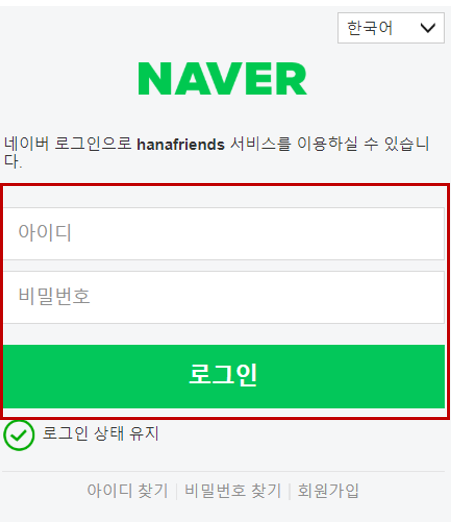 한국어
NAVER
네이버 로그인으로 hanafriends 서비스를 이용하실 수 있습니
다.
아이디
비밀번호
로그인
로그인 상태 유지
아이디 찾기 | 비밀번호 찾기 | 회원가입